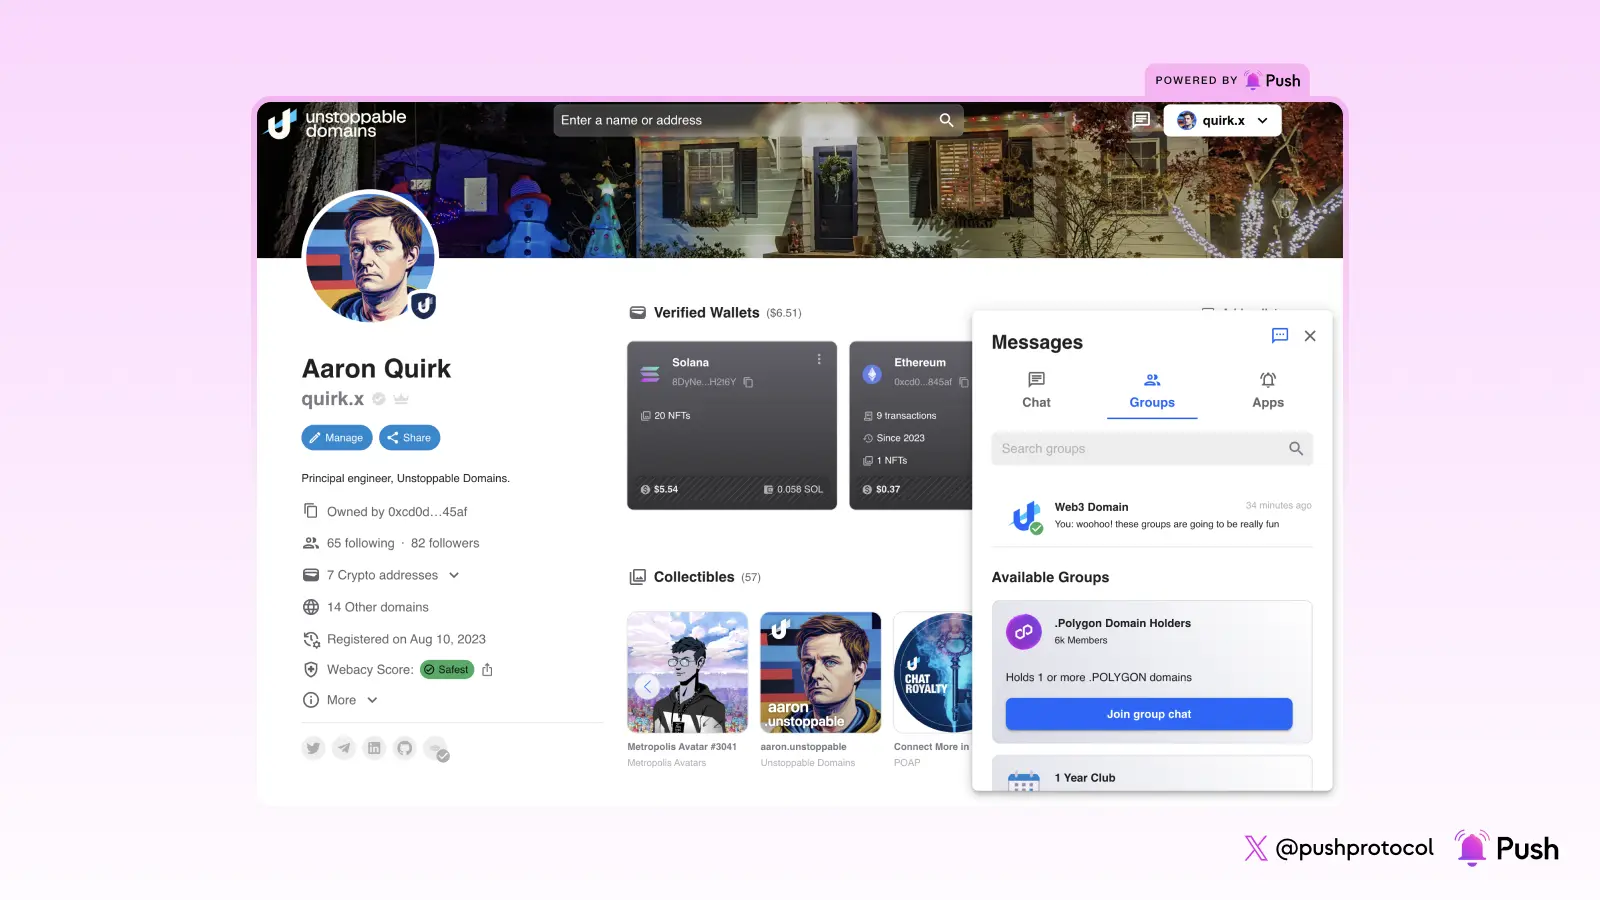 POWERED BY Push
unstoppable
domains
Enter a name or address
quirk.x
Aaron Quirk
quirk.x
Manage
Share
Principal engineer, Unstoppable Domains.
Owned by 0xcd0d...45af
65 following · 82 followers
7 Crypto addresses
14 Other domains
Registered on Aug 10, 2023
Webacy Score: Safest
More
Verified Wallets ($6.51)
Solana
8DyNe...H2t6Y
20 NFTs
$5.54
0.058 SOL
Ethereum
0xcd0...845af
9 transactions
Since 2023
1 NFTs
$0.37
Collectibles (57)
aaron
.unstoppable
CHAT
ROYALTY
Metropolis Avatar #3041
Metropolis Avatars
aaron.unstoppable
Unstoppable Domains
Connect More in
POAP
Messages
Chat
Groups
Apps
Search groups
Web3 Domain
34 minutes ago
You: woohoo! these groups are going to be really fun
Available Groups
.Polygon Domain Holders
6k Members
Holds 1 or more .POLYGON domains
Join group chat
1 Year Club
@pushprotocol
Push